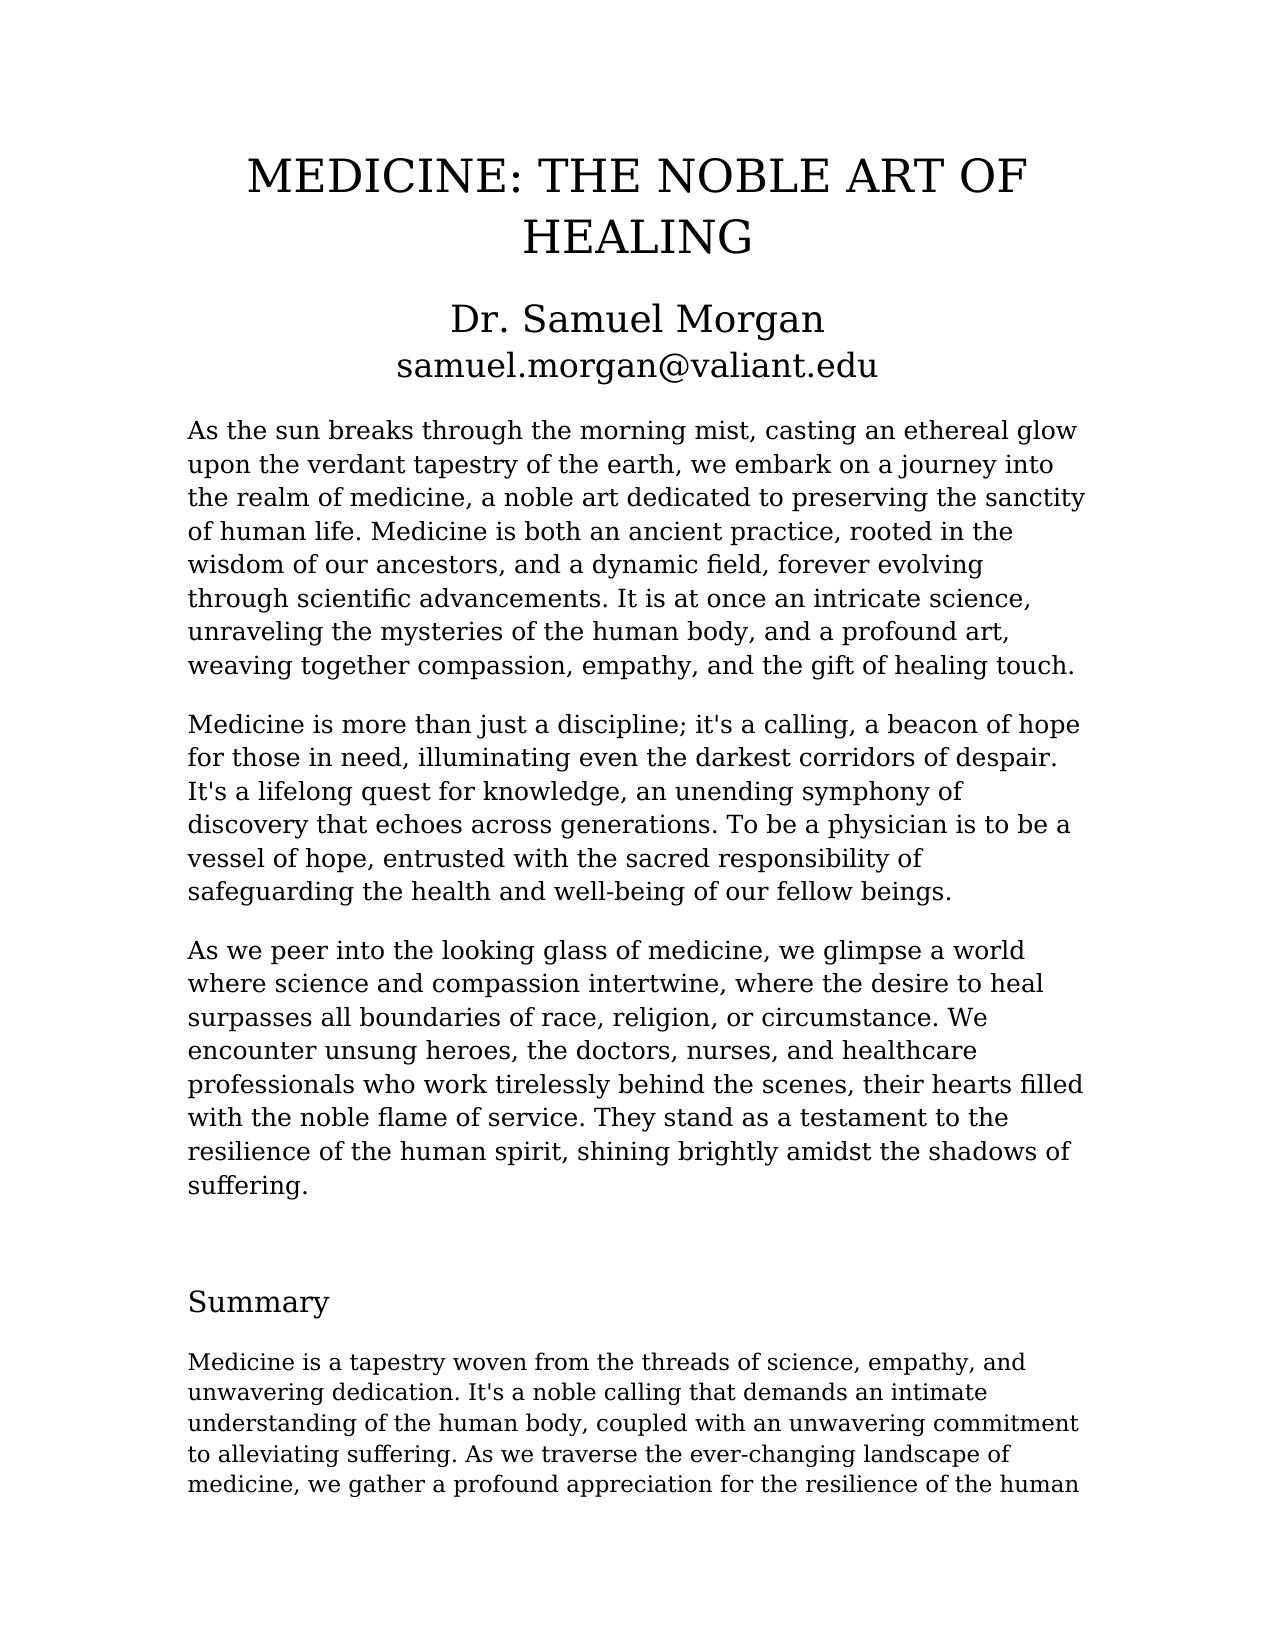 MEDICINE: THE NOBLE ART OF
HEALING
Dr. Samuel Morgan
samuel.morgan@valiant.edu
As the sun breaks through the morning mist, casting an ethereal glow
upon the verdant tapestry of the earth, we embark on a journey into
the realm of medicine, a noble art dedicated to preserving the sanctity
of human life. Medicine is both an ancient practice, rooted in the
wisdom of our ancestors, and a dynamic field, forever evolving
through scientific advancements. It is at once an intricate science,
unraveling the mysteries of the human body, and a profound art,
weaving together compassion, empathy, and the gift of healing touch.
Medicine is more than just a discipline; it's a calling, a beacon of hope
for those in need, illuminating even the darkest corridors of despair.
It's a lifelong quest for knowledge, an unending symphony of
discovery that echoes across generations. To be a physician is to be a
vessel of hope, entrusted with the sacred responsibility of
safeguarding the health and well-being of our fellow beings.
As we peer into the looking glass of medicine, we glimpse a world
where science and compassion intertwine, where the desire to heal
surpasses all boundaries of race, religion, or circumstance. We
encounter unsung heroes, the doctors, nurses, and healthcare
professionals who work tirelessly behind the scenes, their hearts filled
with the noble flame of service. They stand as a testament to the
resilience of the human spirit, shining brightly amidst the shadows of
suffering.
Summary
Medicine is a tapestry woven from the threads of science, empathy, and
unwavering dedication. It's a noble calling that demands an intimate
understanding of the human body, coupled with an unwavering commitment
to alleviating suffering. As we traverse the ever-changing landscape of
medicine, we gather a profound appreciation for the resilience of the human